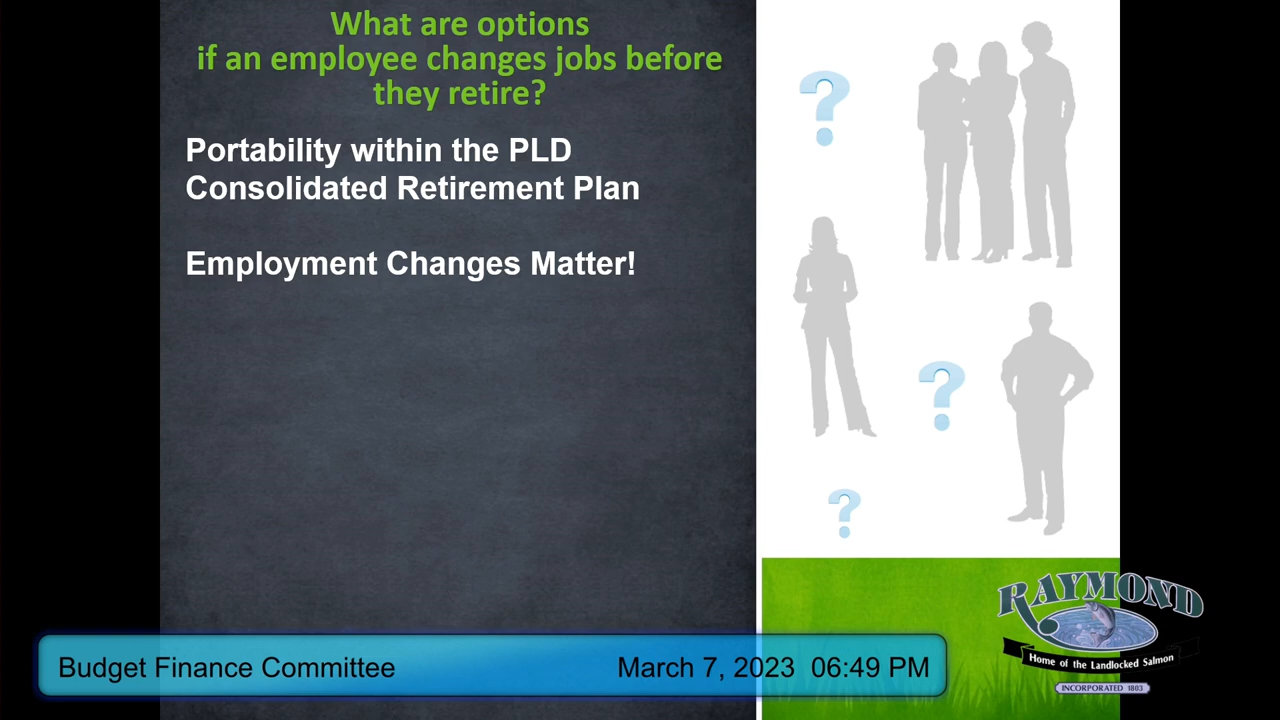 What are options
if an employee changes jobs before
they retire?
Portability within the PLD
Consolidated Retirement Plan
Employment Changes Matter!
?
?
?
RAYMOND
Home of the Landlocked Salmon
INCORPORATED 1803
Budget Finance Committee March 7, 2023 06:49 PM